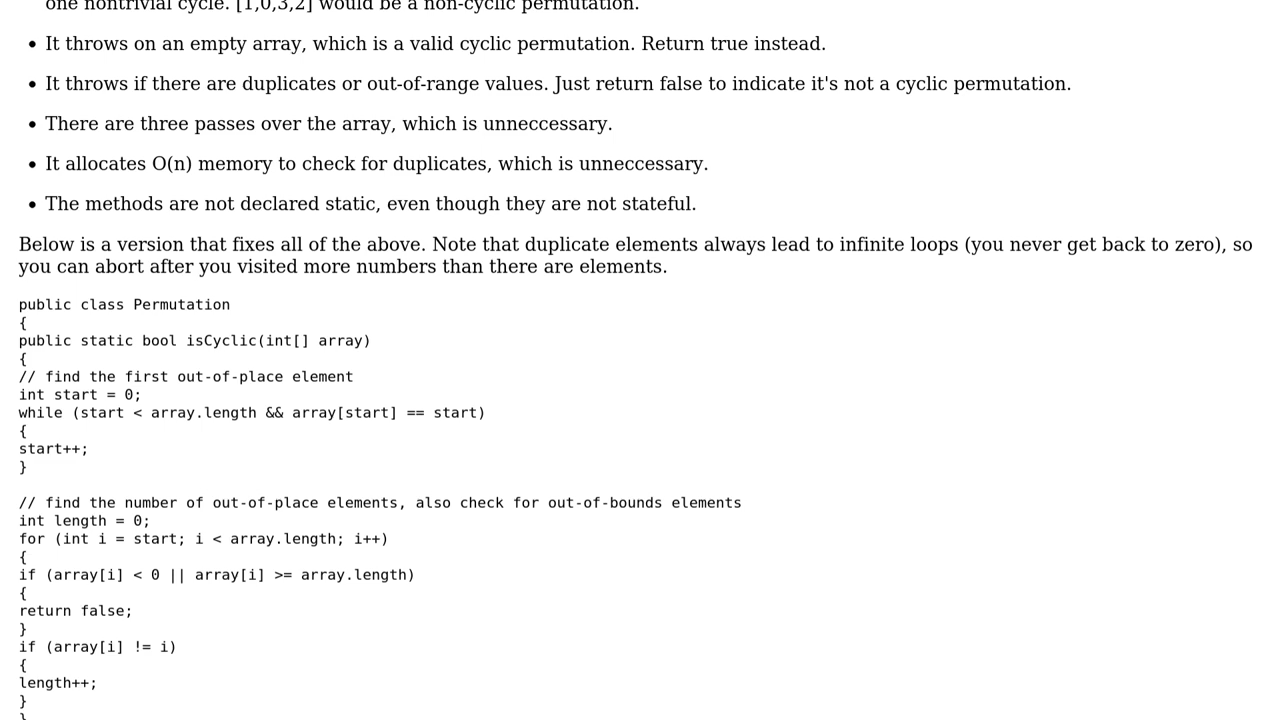 one nontrivial cycle. [1,0,3,2] would be a non-cyclic permutation.
• It throws on an empty array, which is a valid cyclic permutation. Return true instead.
• It throws if there are duplicates or out-of-range values. Just return false to indicate it's not a cyclic permutation.
• There are three passes over the array, which is unneccessary.
• It allocates O(n) memory to check for duplicates, which is unneccessary.
• The methods are not declared static, even though they are not stateful.
Below is a version that fixes all of the above. Note that duplicate elements always lead to infinite loops (you never get back to zero), so
you can abort after you visited more numbers than there are elements.
public class Permutation
{
public static bool isCyclic(int[] array)
{
// find the first out-of-place element
int start = 0;
while (start < array.length && array[start] == start)
{
start++;
}
// find the number of out-of-place elements, also check for out-of-bounds elements
int length = 0;
for (int i = start; i < array.length; i++)
{
if (array[i] < 0 || array[i] >= array.length)
{
return false;
}
if (array[i] != i)
{
length++;
}
}